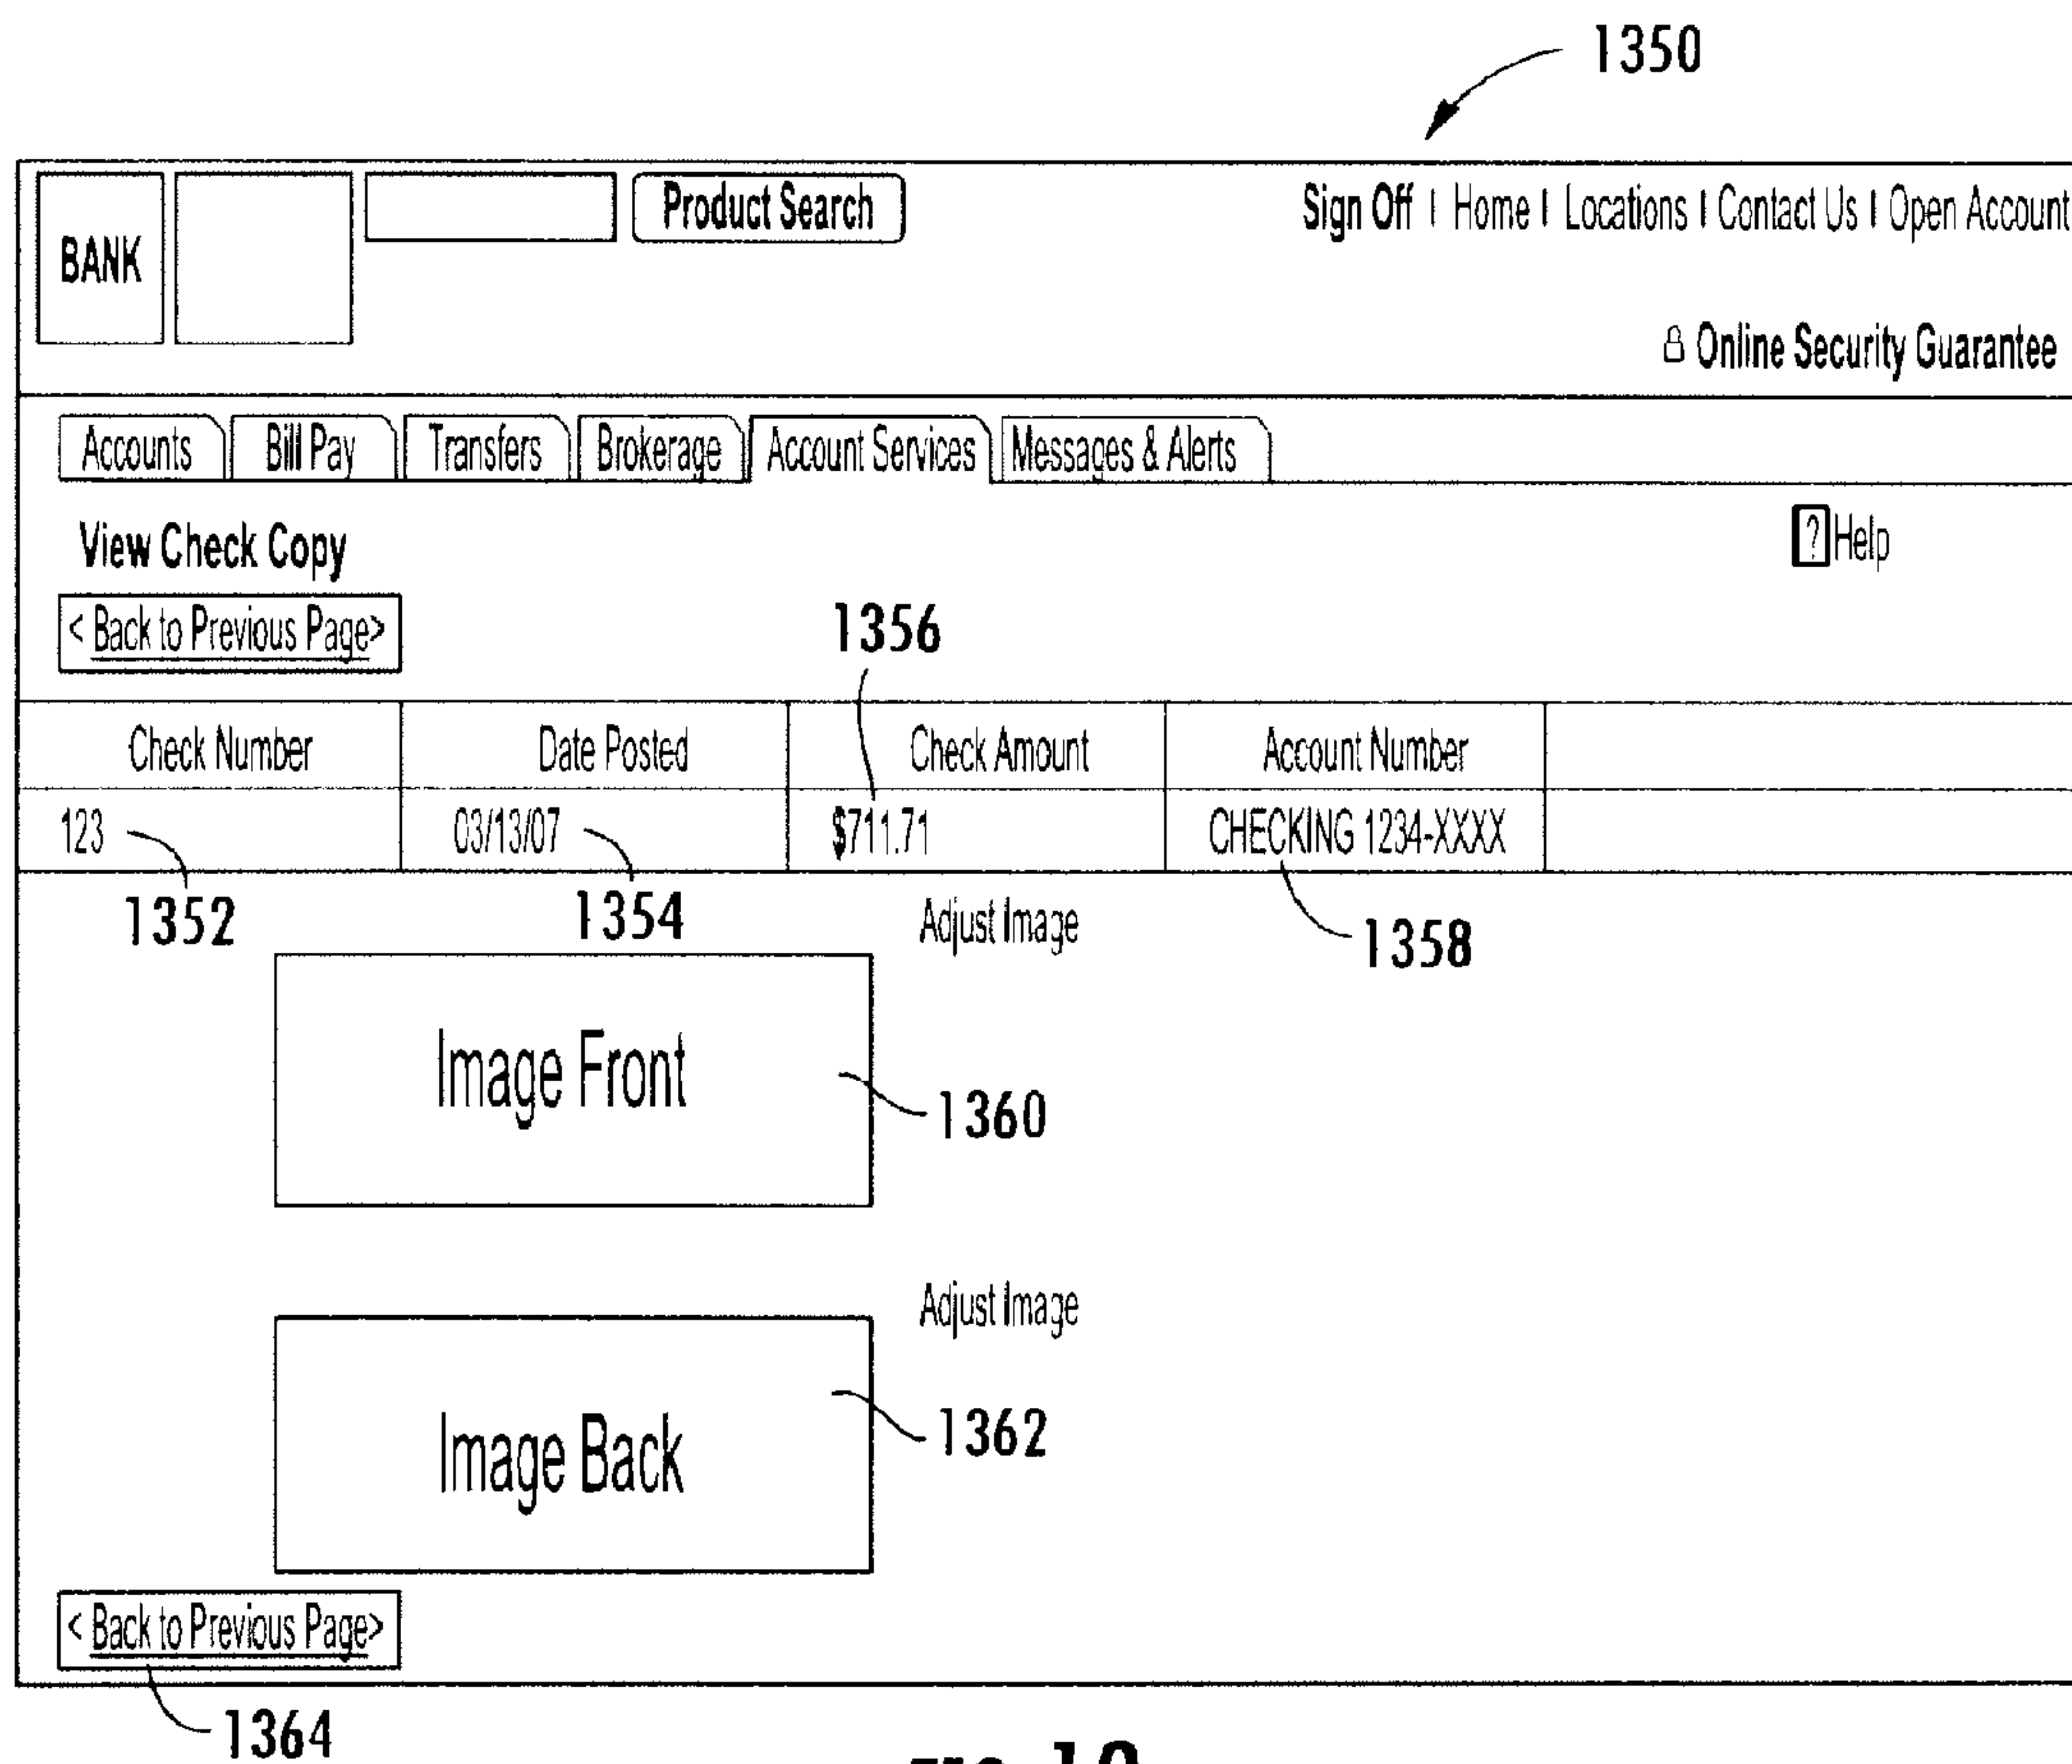 1350
Product Search
Sign Off | Home | Locations | Contact Us | Open Account
BANK
Online Security Guarantee
Accounts Bill Pay Transfers Brokerage Account Services Messages & Alerts
View Check Copy
? Help
< Back to Previous Page>
1356
Check Number Date Posted Check Amount Account Number
123 03/13/07 $711.71 CHECKING 1234-XXXX
1352 1354 Adjust Image 1358
Image Front
1360
Adjust Image
Image Back
1362
< Back to Previous Page>
1364